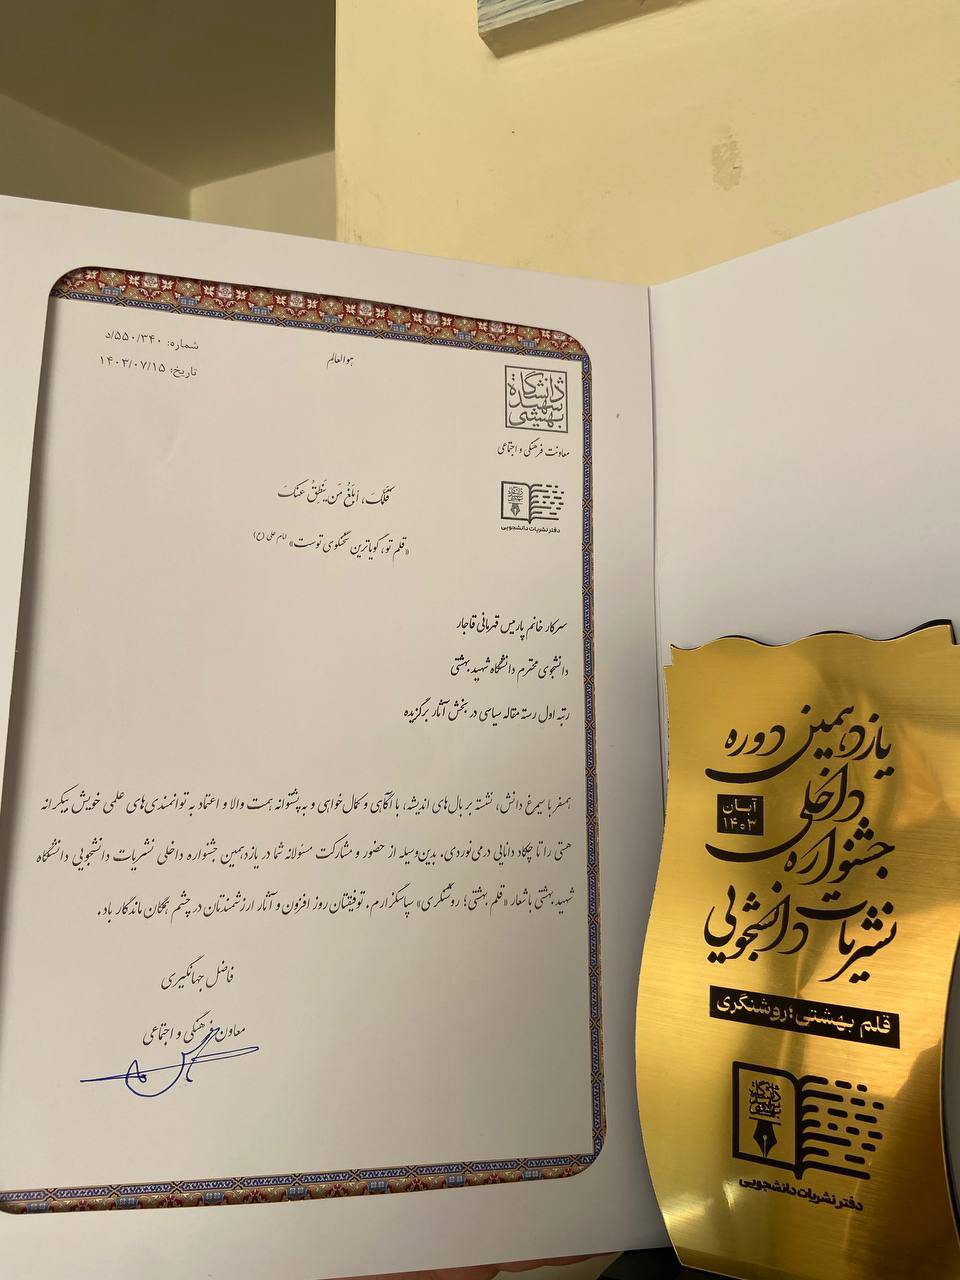 شماره: ۵۵۰/۳۴۰/د
تاریخ: ۱۴۰۳/۰۷/۱۵
هوالعالم
دانشگاه
شهید
بهشتی
معاونت فرهنگی و اجتماعی
دفتر نشریات دانشجویی
قَلَمُکَ، اَبلَغُ مَن یَنطِقُ عَنکَ
«قلم تو، گویاترین سخنگوی توست» امام علی (ع)
سرکار خانم پارمیس قهرمانی قاجار
دانشجوی محترم دانشگاه شهید بهشتی
رتبه اول رسته مقاله سیاسی در بخش آثار برگزیده
همسفر با سیمرغ دانش، نشسته بر بال‌های اندیشه، با آگاهی و کمال‌خواهی و به پشتوانه همت والا و اعتماد به توانمندی‌های علمی خویش بیکرانه
هستی را تا چکاد دانایی درمی‌نوردی. بدین‌وسیله از حضور و مشارکت مسئولانه شما در یازدهمین جشنواره داخلی نشریات دانشجویی دانشگاه
شهید بهشتی با شعار «قلم بهشتی؛ روشنگری» سپاسگزارم. توفیقتان روز افزون و آثار ارزشمندتان در چشم همگان ماندگار باد.
فاضل جهانگیری
معاون فرهنگی و اجتماعی
یازدهمین دوره
داخلی
آبان
۱۴۰۳
جشنواره
نشریات دانشجویی
قلم بهشتی؛ روشنگری
دفتر نشریات دانشجویی